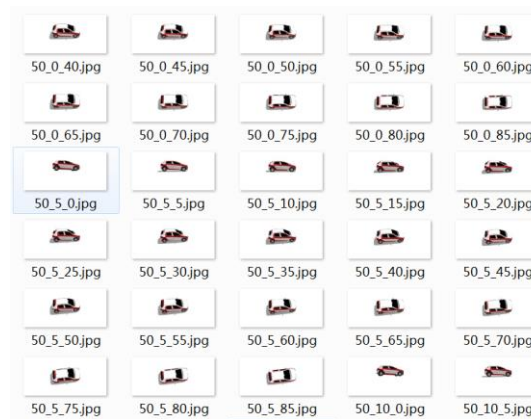 50_0_40.jpg 50_0_45.jpg 50_0_50.jpg 50_0_55.jpg 50_0_60.jpg
50_0_65.jpg 50_0_70.jpg 50_0_75.jpg 50_0_80.jpg 50_0_85.jpg
50_5_0.jpg 50_5_5.jpg 50_5_10.jpg 50_5_15.jpg 50_5_20.jpg
50_5_25.jpg 50_5_30.jpg 50_5_35.jpg 50_5_40.jpg 50_5_45.jpg
50_5_50.jpg 50_5_55.jpg 50_5_60.jpg 50_5_65.jpg 50_5_70.jpg
50_5_75.jpg 50_5_80.jpg 50_5_85.jpg 50_10_0.jpg 50_10_5.jpg